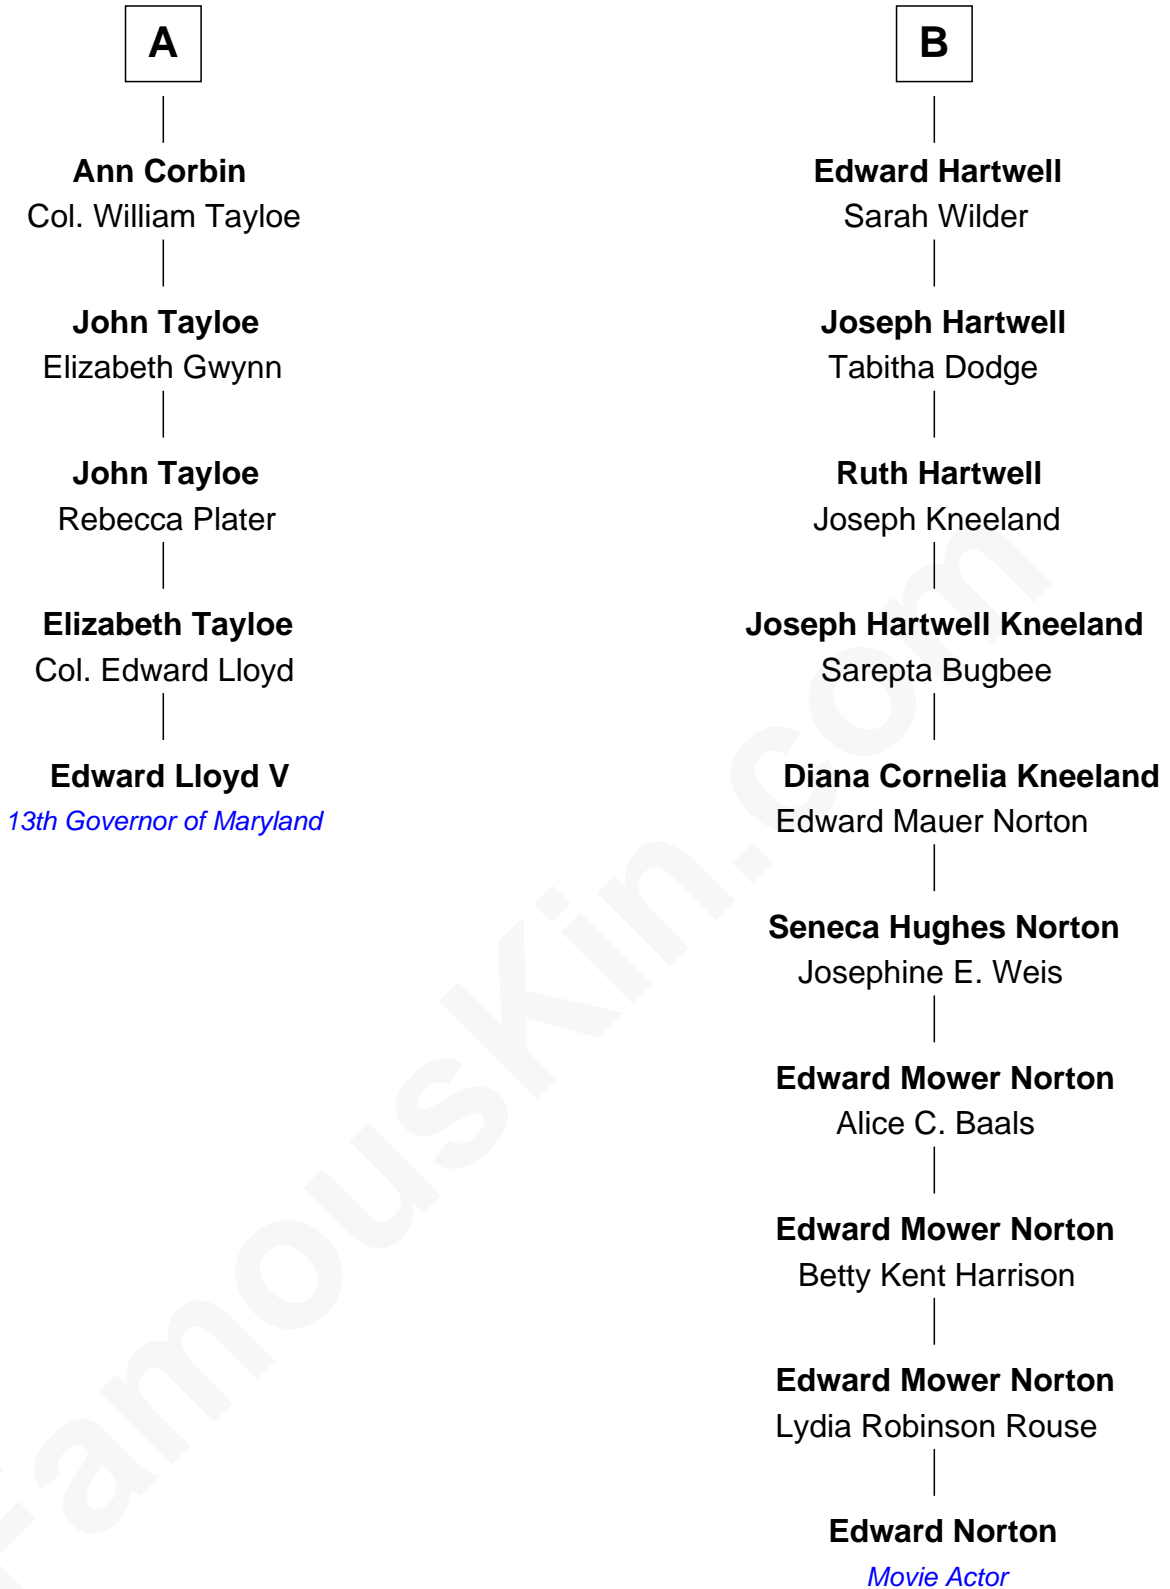 A
Ann Corbin
Col. William Tayloe
John Tayloe
Elizabeth Gwynn
John Tayloe
Rebecca Plater
Elizabeth Tayloe
Col. Edward Lloyd
Edward Lloyd V
13th Governor of Maryland
B
Edward Hartwell
Sarah Wilder
Joseph Hartwell
Tabitha Dodge
Ruth Hartwell
Joseph Kneeland
Joseph Hartwell Kneeland
Sarepta Bugbee
Diana Cornelia Kneeland
Edward Mauer Norton
Seneca Hughes Norton
Josephine E. Weis
Edward Mower Norton
Alice C. Baals
Edward Mower Norton
Betty Kent Harrison
Edward Mower Norton
Lydia Robinson Rouse
Edward Norton
Movie Actor
FamousKin.com